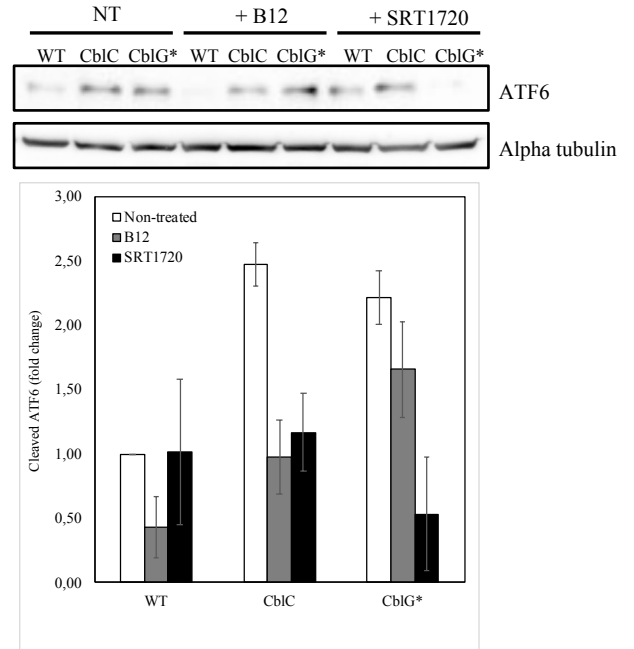 NT + B12 + SRT1720
WT CblC CblG* WT CblC CblG* WT CblC CblG*
ATF6
Alpha tubulin
3,00
2,50
2,00
1,50
1,00
0,50
0,00
Cleaved ATF6 (fold change)
Non-treated
B12
SRT1720
WT CblC CblG*